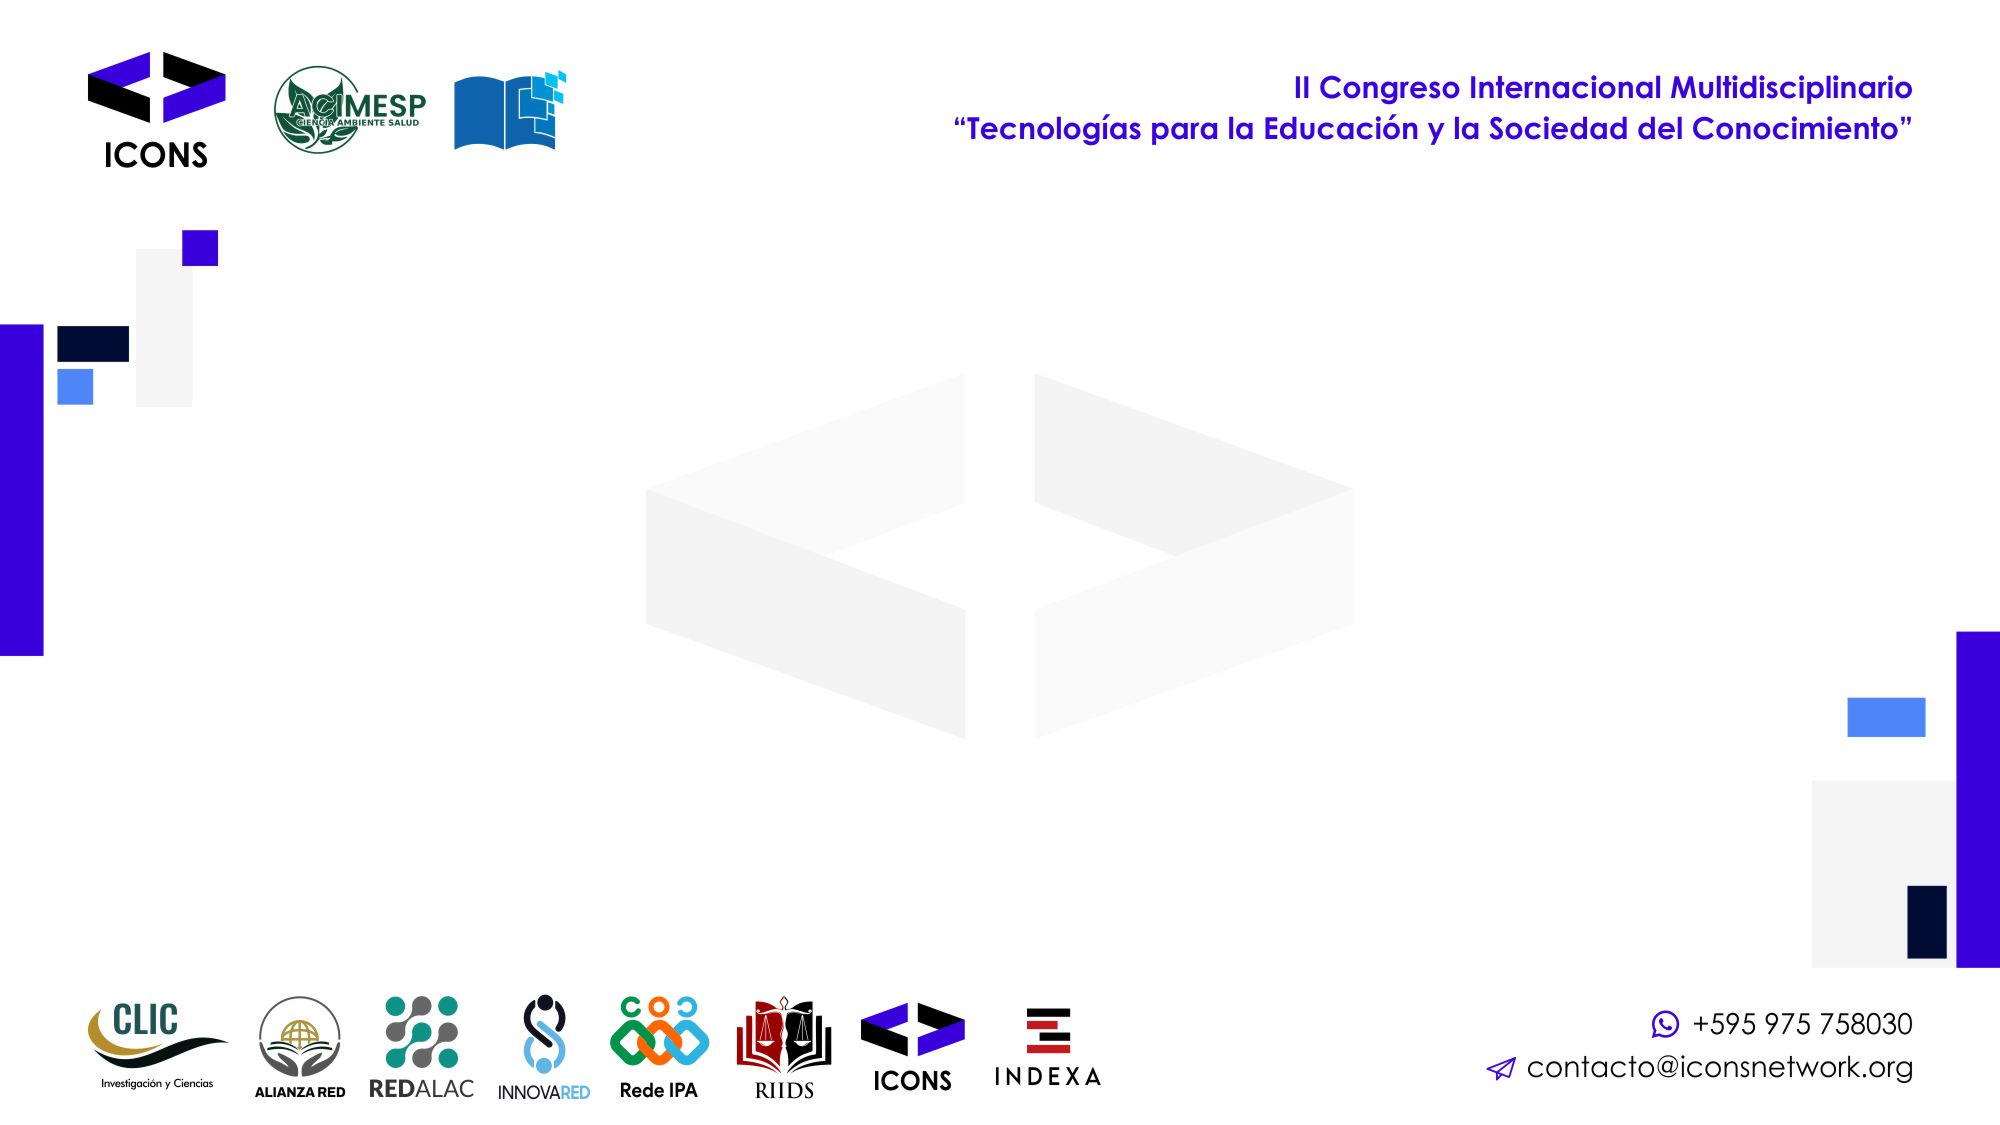 ICONS
ACIMESP
CIENCIA AMBIENTE SALUD
II Congreso Internacional Multidisciplinario
“Tecnologías para la Educación y la Sociedad del Conocimiento”
CLIC
Investigación y Ciencias
ALIANZA RED
REDALAC
INNOVARED
Rede IPA
RIIDS
ICONS
INDEXA
+595 975 758030
contacto@iconsnetwork.org